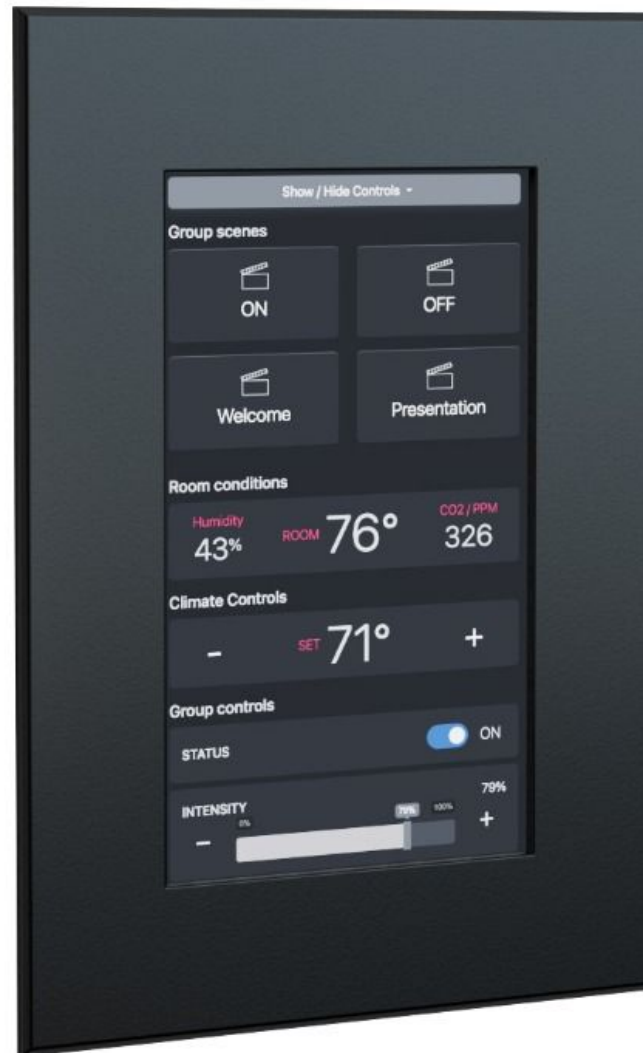 Show / Hide Controls
Group scenes
ON
OFF
Welcome
Presentation
Room conditions
Humidity
43%
ROOM 76°
CO2 / PPM
326
Climate Controls
- SET 71° +
Group controls
STATUS
ON
INTENSITY
79%
0%
79%
100%
- +